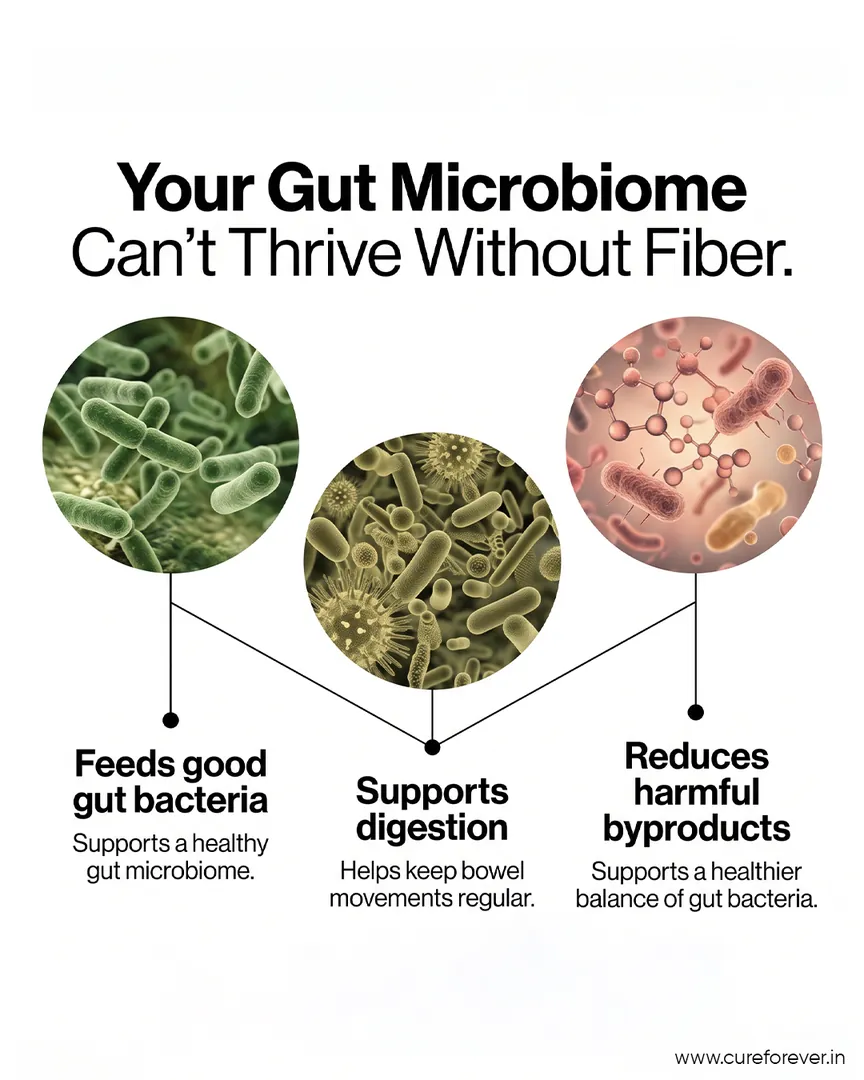 Your Gut Microbiome
Can't Thrive Without Fiber.
Feeds good
gut bacteria
Supports a healthy
gut microbiome.
Supports
digestion
Helps keep bowel
movements regular.
Reduces
harmful
byproducts
Supports a healthier
balance of gut bacteria.
www.cureforever.in